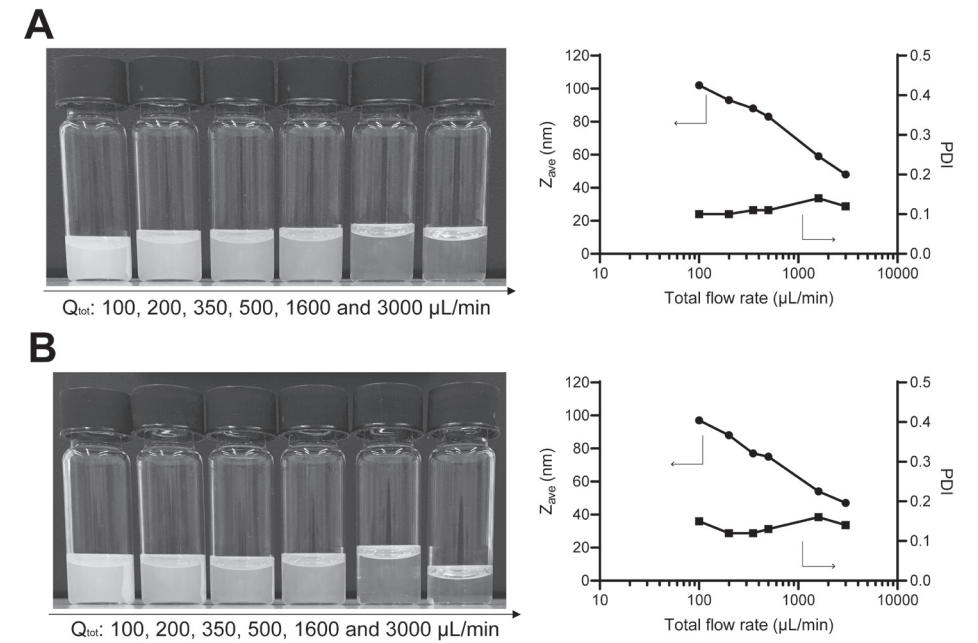 A
120
100
80
60
40
20
0
Zave (nm)
0.5
0.4
0.3
0.2
0.1
0.0
PDI
10 100 1000 10000
Total flow rate (μL/min)
Qtot: 100, 200, 350, 500, 1600 and 3000 μL/min
B
120
100
80
60
40
20
0
Zave (nm)
0.5
0.4
0.3
0.2
0.1
0.0
PDI
10 100 1000 10000
Total flow rate (μL/min)
Qtot: 100, 200, 350, 500, 1600 and 3000 μL/min